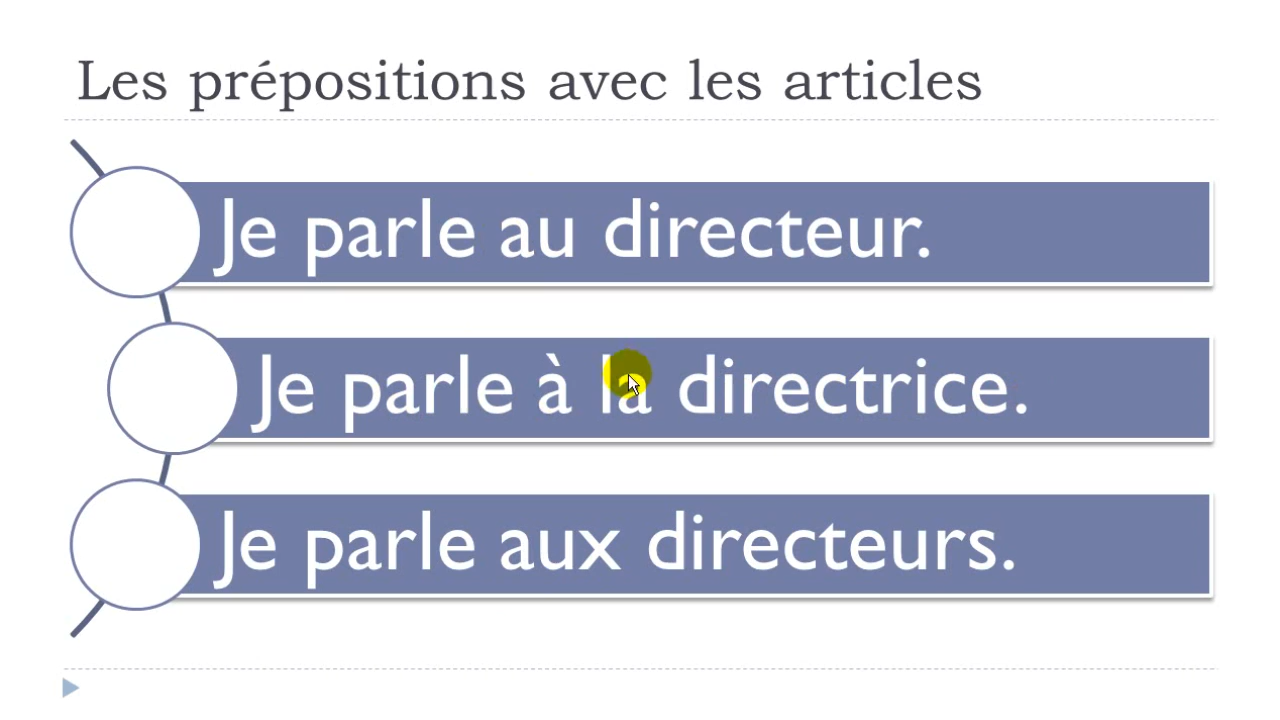 Les prépositions avec les articles
Je parle au directeur.
Je parle à la directrice.
Je parle aux directeurs.